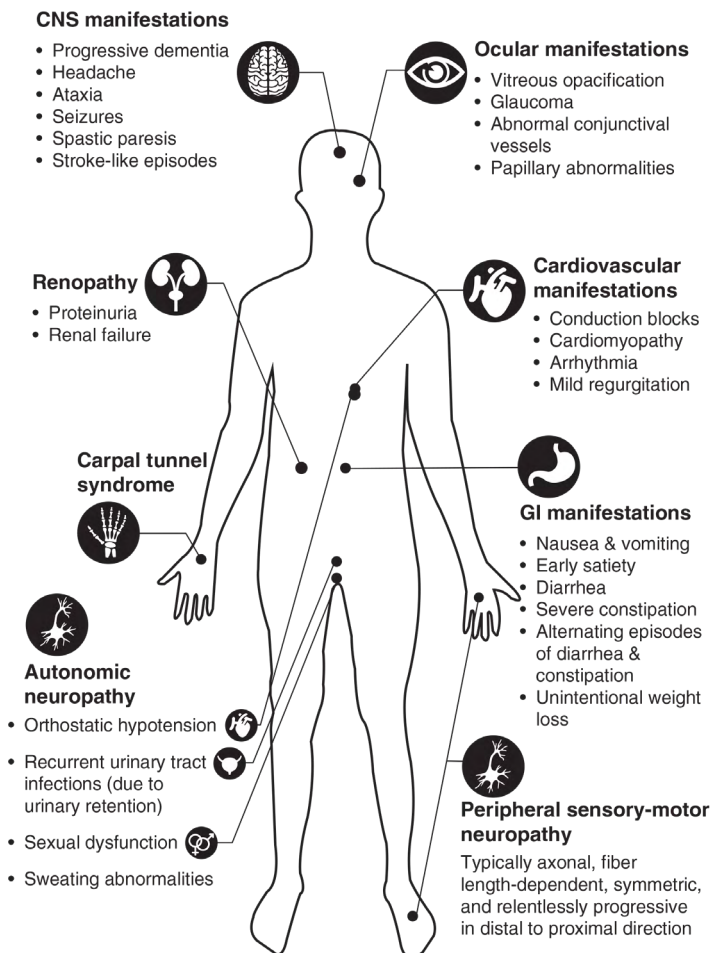 CNS manifestations
• Progressive dementia
• Headache
• Ataxia
• Seizures
• Spastic paresis
• Stroke-like episodes
Ocular manifestations
• Vitreous opacification
• Glaucoma
• Abnormal conjunctival
vessels
• Papillary abnormalities
Renopathy
• Proteinuria
• Renal failure
Cardiovascular
manifestations
• Conduction blocks
• Cardiomyopathy
• Arrhythmia
• Mild regurgitation
Carpal tunnel
syndrome
GI manifestations
• Nausea & vomiting
• Early satiety
• Diarrhea
• Severe constipation
• Alternating episodes
of diarrhea &
constipation
• Unintentional weight
loss
Autonomic
neuropathy
• Orthostatic hypotension
• Recurrent urinary tract
infections (due to
urinary retention)
• Sexual dysfunction
• Sweating abnormalities
Peripheral sensory-motor
neuropathy
Typically axonal, fiber
length-dependent, symmetric,
and relentlessly progressive
in distal to proximal direction